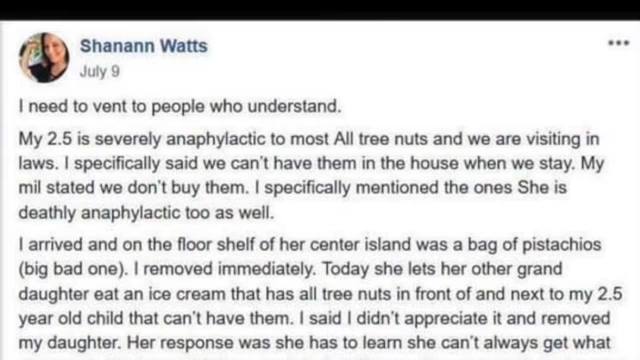 Shanann Watts
July 9
I need to vent to people who understand.
My 2.5 is severely anaphylactic to most All tree nuts and we are visiting in
laws. I specifically said we can't have them in the house when we stay. My
mil stated we don't buy them. I specifically mentioned the ones She is
deathly anaphylactic too as well.
I arrived and on the floor shelf of her center island was a bag of pistachios
(big bad one). I removed immediately. Today she lets her other grand
daughter eat an ice cream that has all tree nuts in front of and next to my 2.5
year old child that can't have them. I said I didn't appreciate it and removed
my daughter. Her response was she has to learn she can't always get what